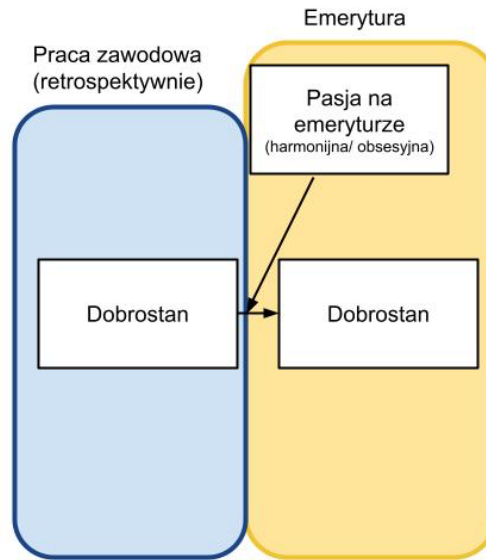 Emerytura
Praca zawodowa
(retrospektywnie)
Pasja na
emeryturze
(harmonijna/ obsesyjna)
Dobrostan
Dobrostan